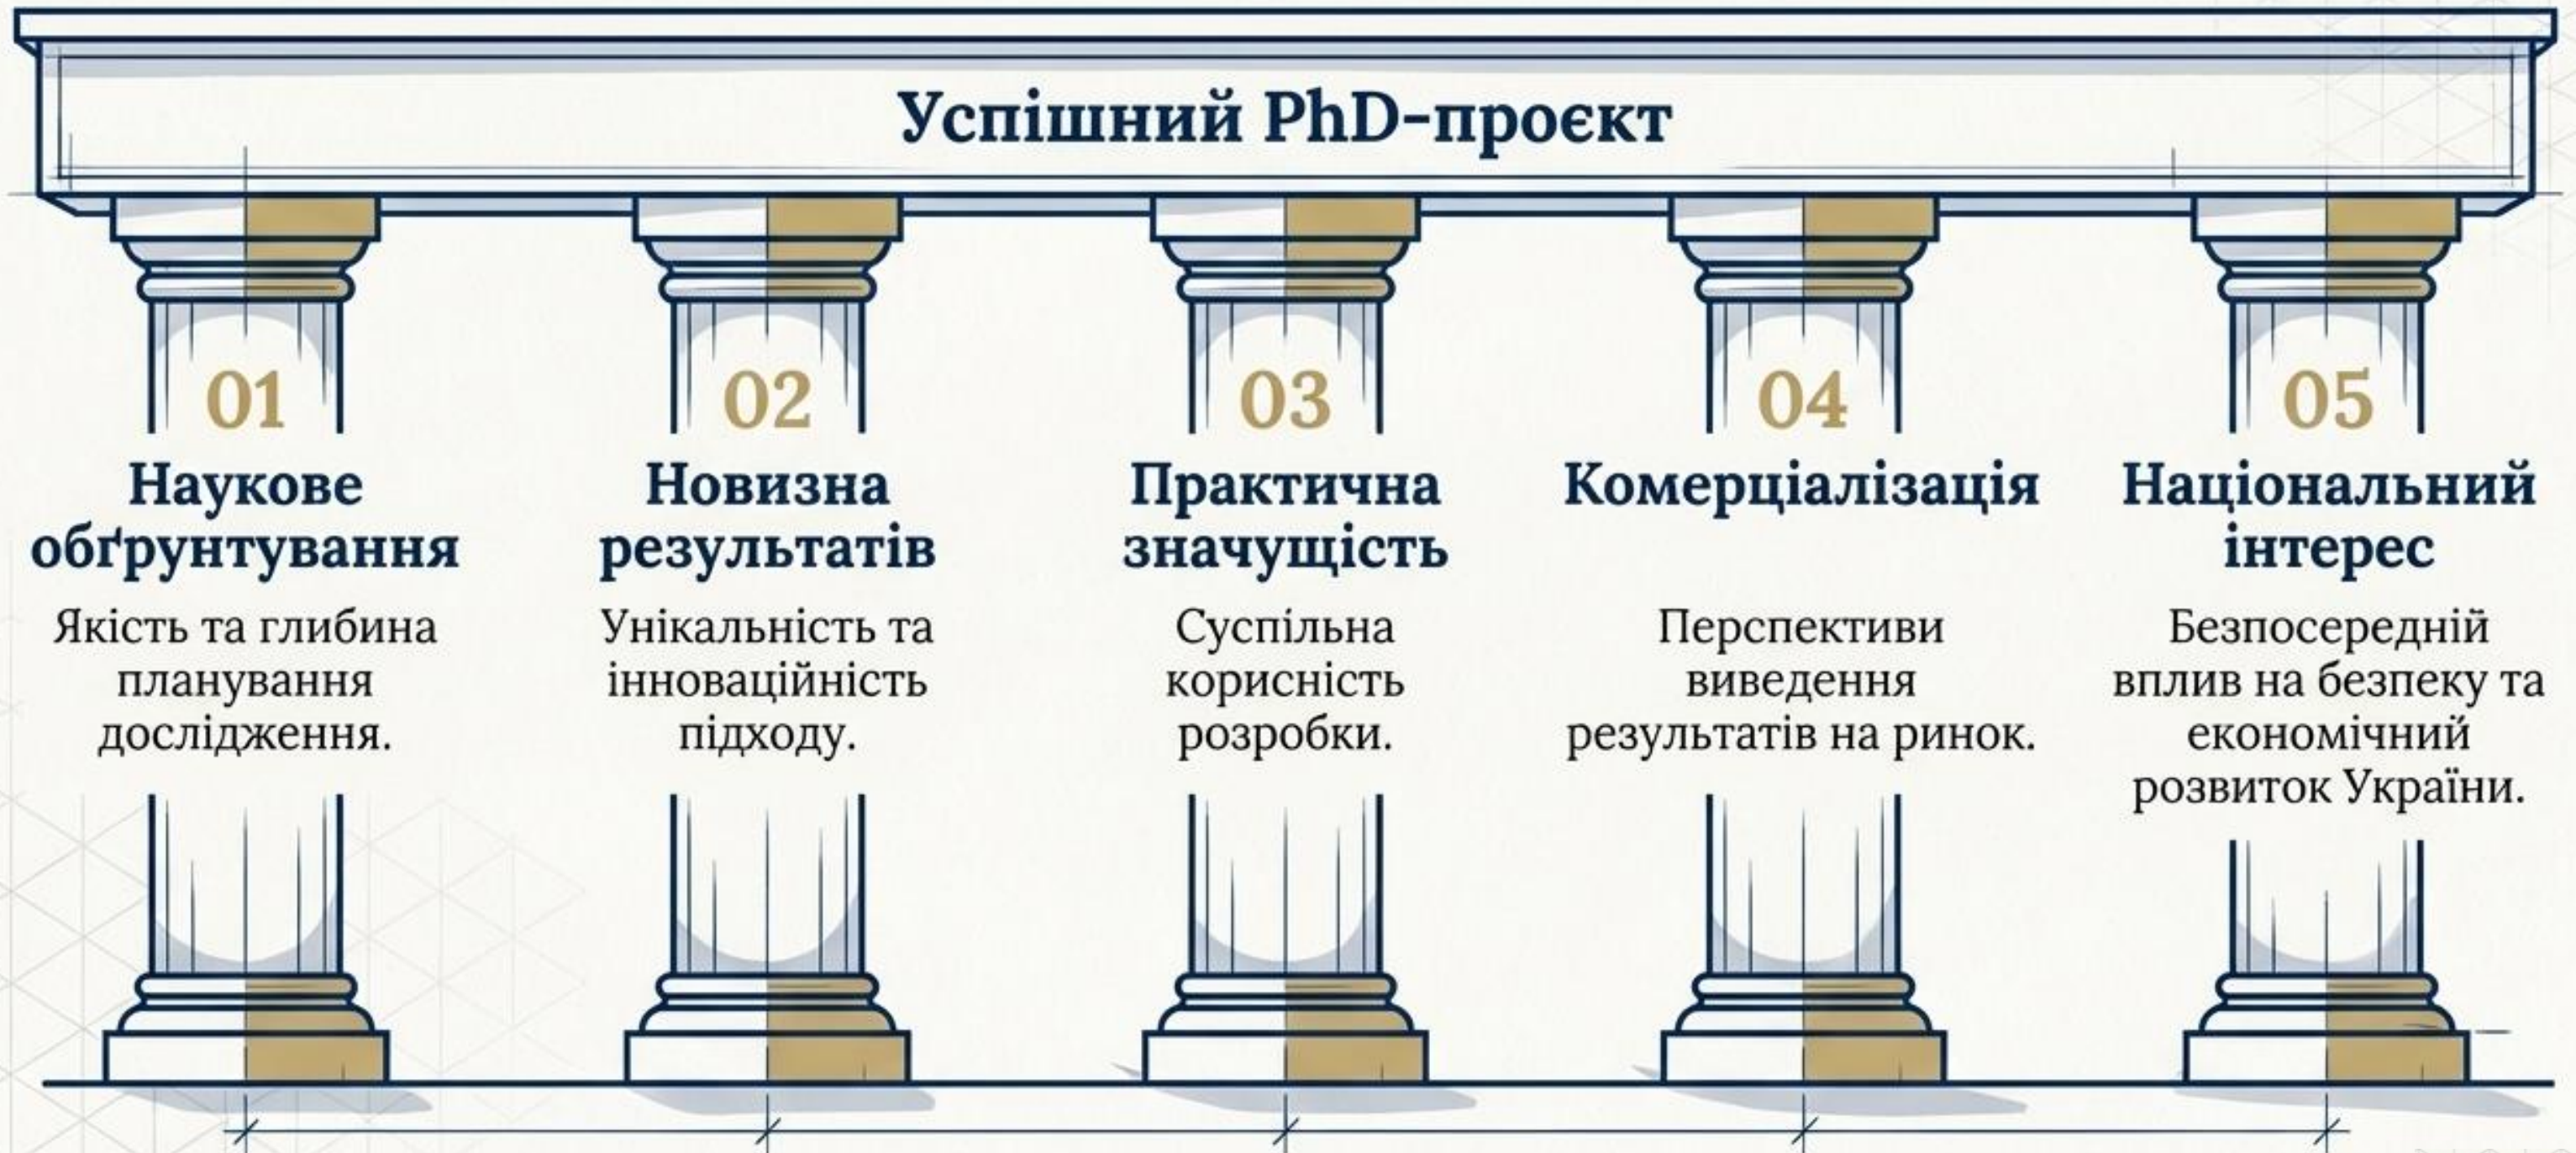 Успішний PhD-проєкт
01
Наукове
обґрунтування
Якість та глибина
планування
дослідження.
02
Новизна
результатів
Унікальність та
інноваційність
підходу.
03
Практична
значущість
Суспільна
корисність
розробки.
04
Комерціалізація
Перспективи
виведення
результатів на ринок.
05
Національний
інтерес
Безпосередній
вплив на безпеку та
економічний
розвиток України.